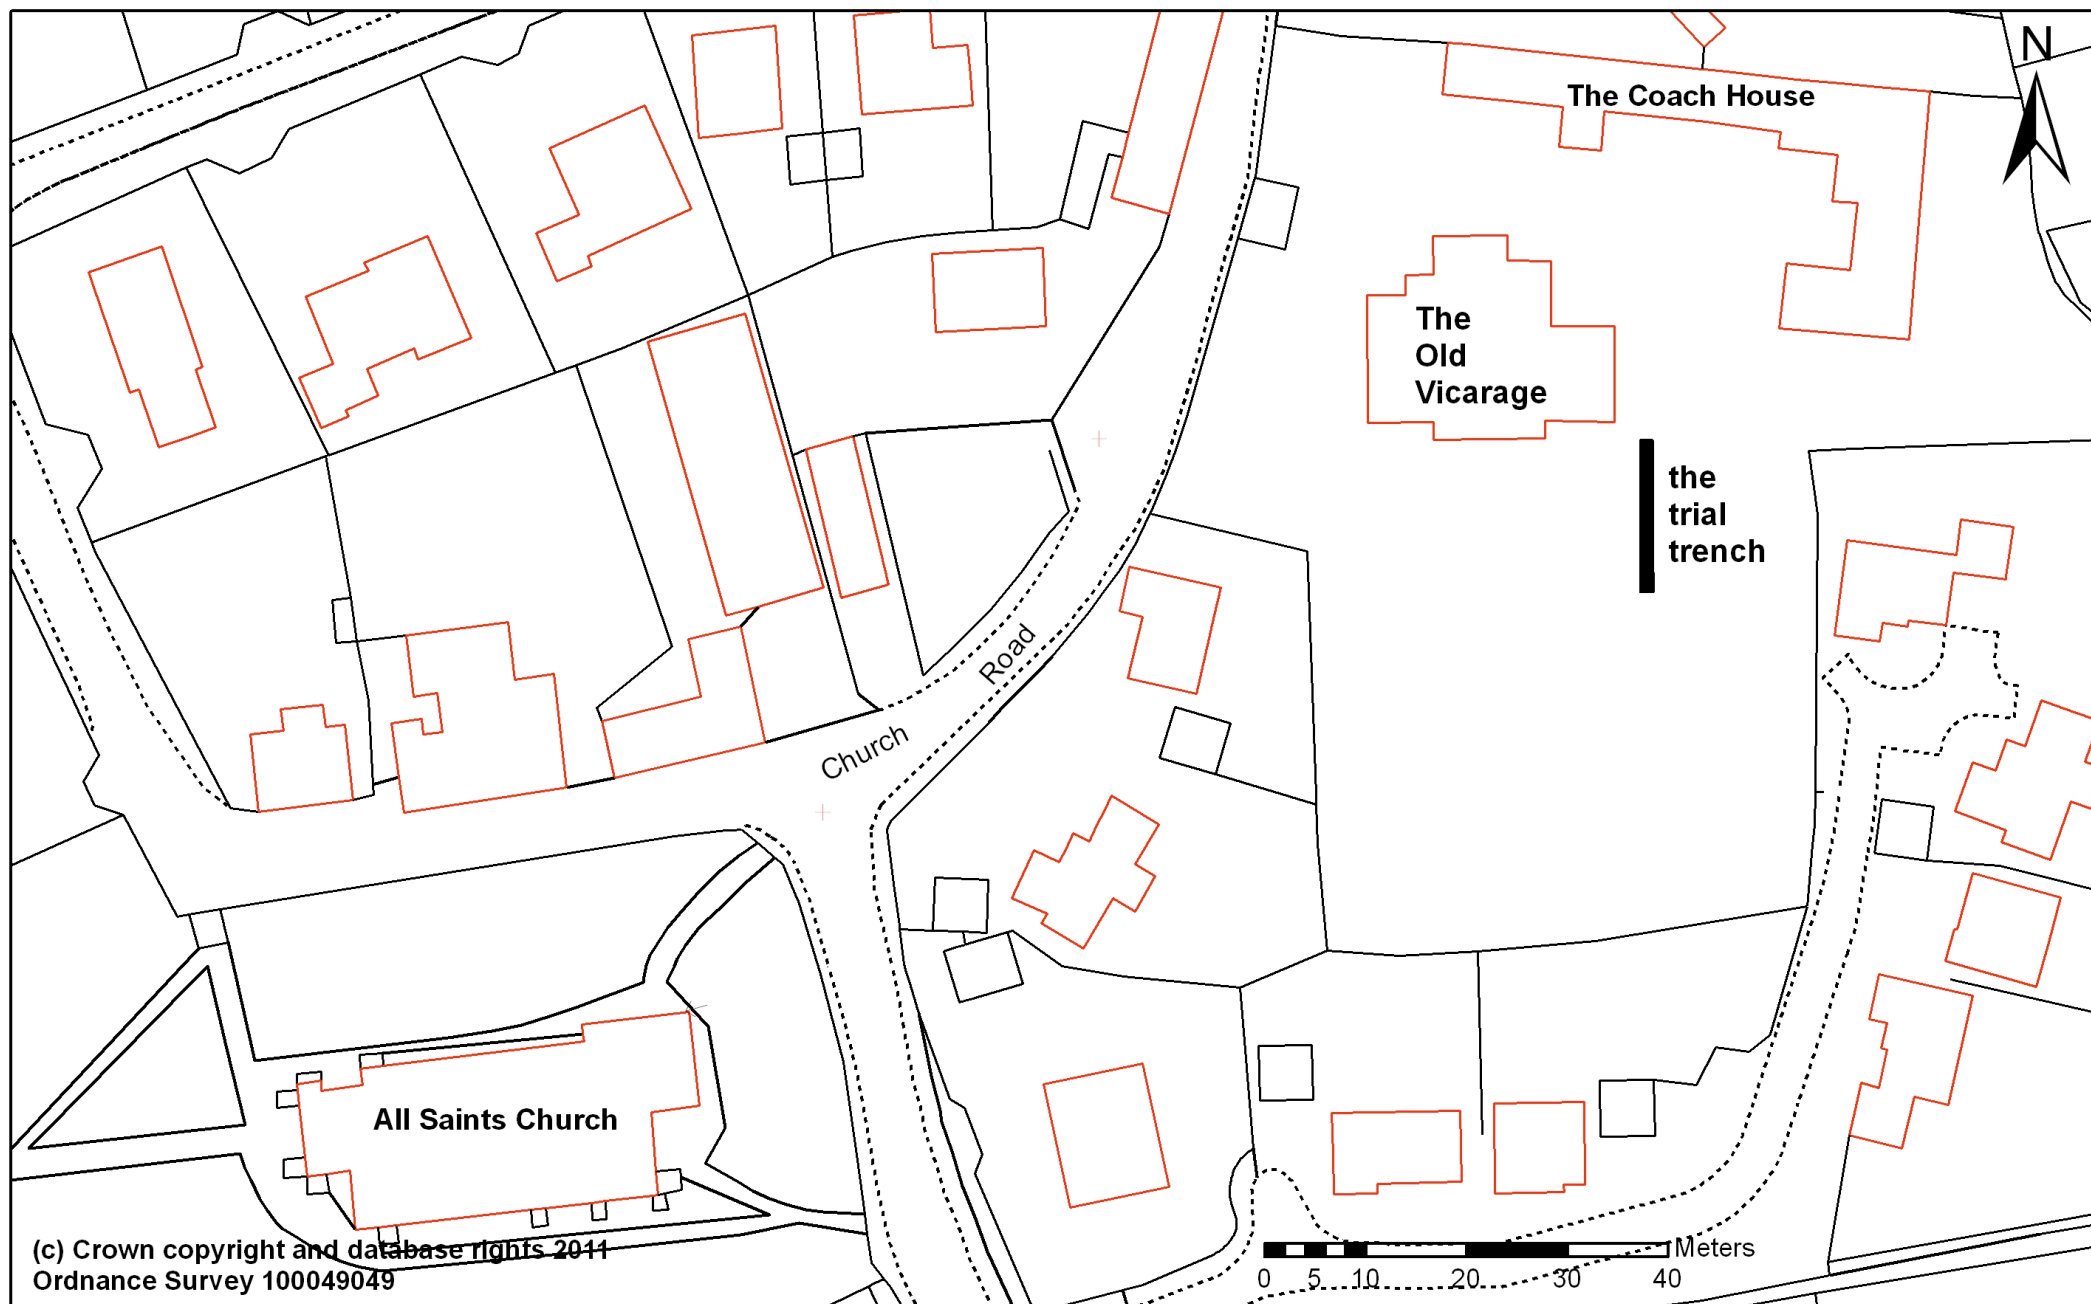 N
The Coach House
The
Old
Vicarage
the
trial
trench
Road
Church
All Saints Church
(c) Crown copyright and database rights 2011
Ordnance Survey 100049049
Meters
0 5 10 20 30 40